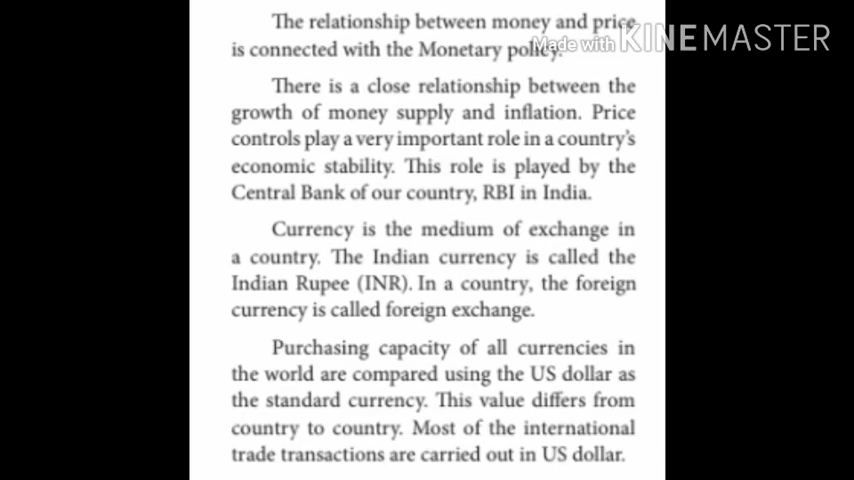 The relationship between money and price
is connected with the Monetary policy.
Made with KINEMASTER
There is a close relationship between the
growth of money supply and inflation. Price
controls play a very important role in a country's
economic stability. This role is played by the
Central Bank of our country, RBI in India.
Currency is the medium of exchange in
a country. The Indian currency is called the
Indian Rupee (INR). In a country, the foreign
currency is called foreign exchange.
Purchasing capacity of all currencies in
the world are compared using the US dollar as
the standard currency. This value differs from
country to country. Most of the international
trade transactions are carried out in US dollar.